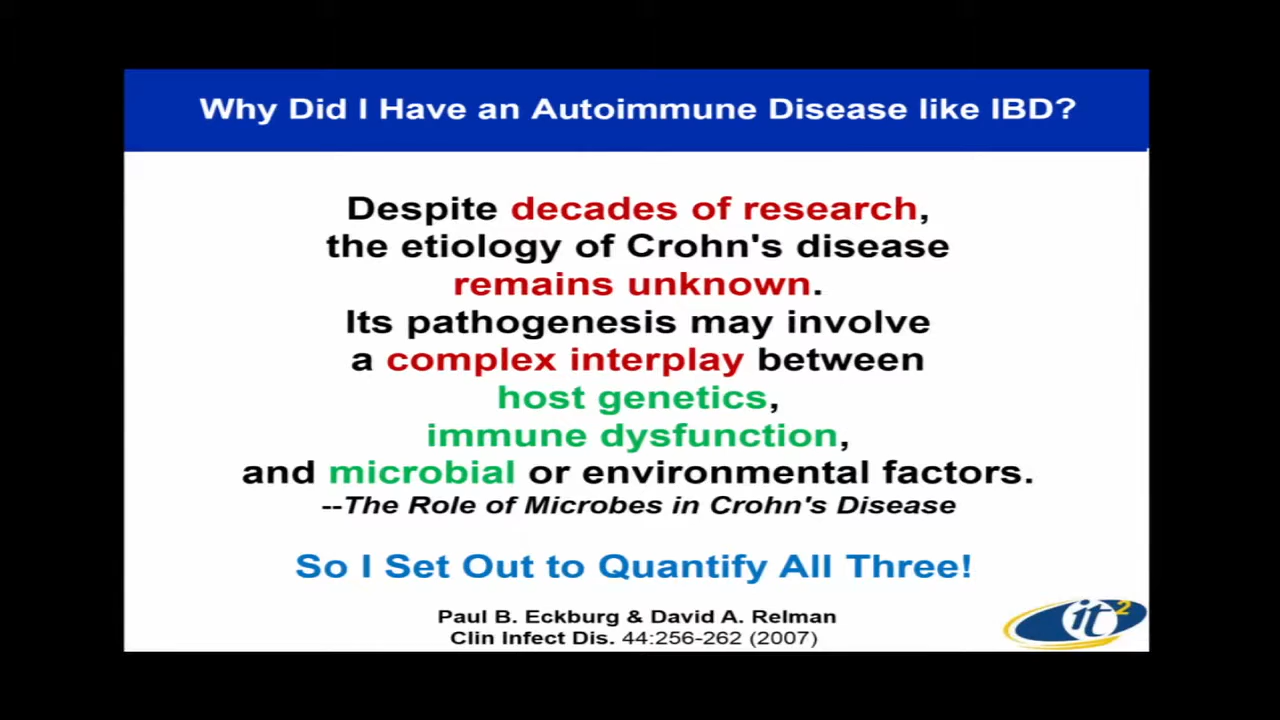 Why Did I Have an Autoimmune Disease like IBD?
Despite decades of research,
the etiology of Crohn's disease
remains unknown.
Its pathogenesis may involve
a complex interplay between
host genetics,
immune dysfunction,
and microbial or environmental factors.
--The Role of Microbes in Crohn's Disease
So I Set Out to Quantify All Three!
Paul B. Eckburg & David A. Relman
Clin Infect Dis. 44:256-262 (2007)
it2